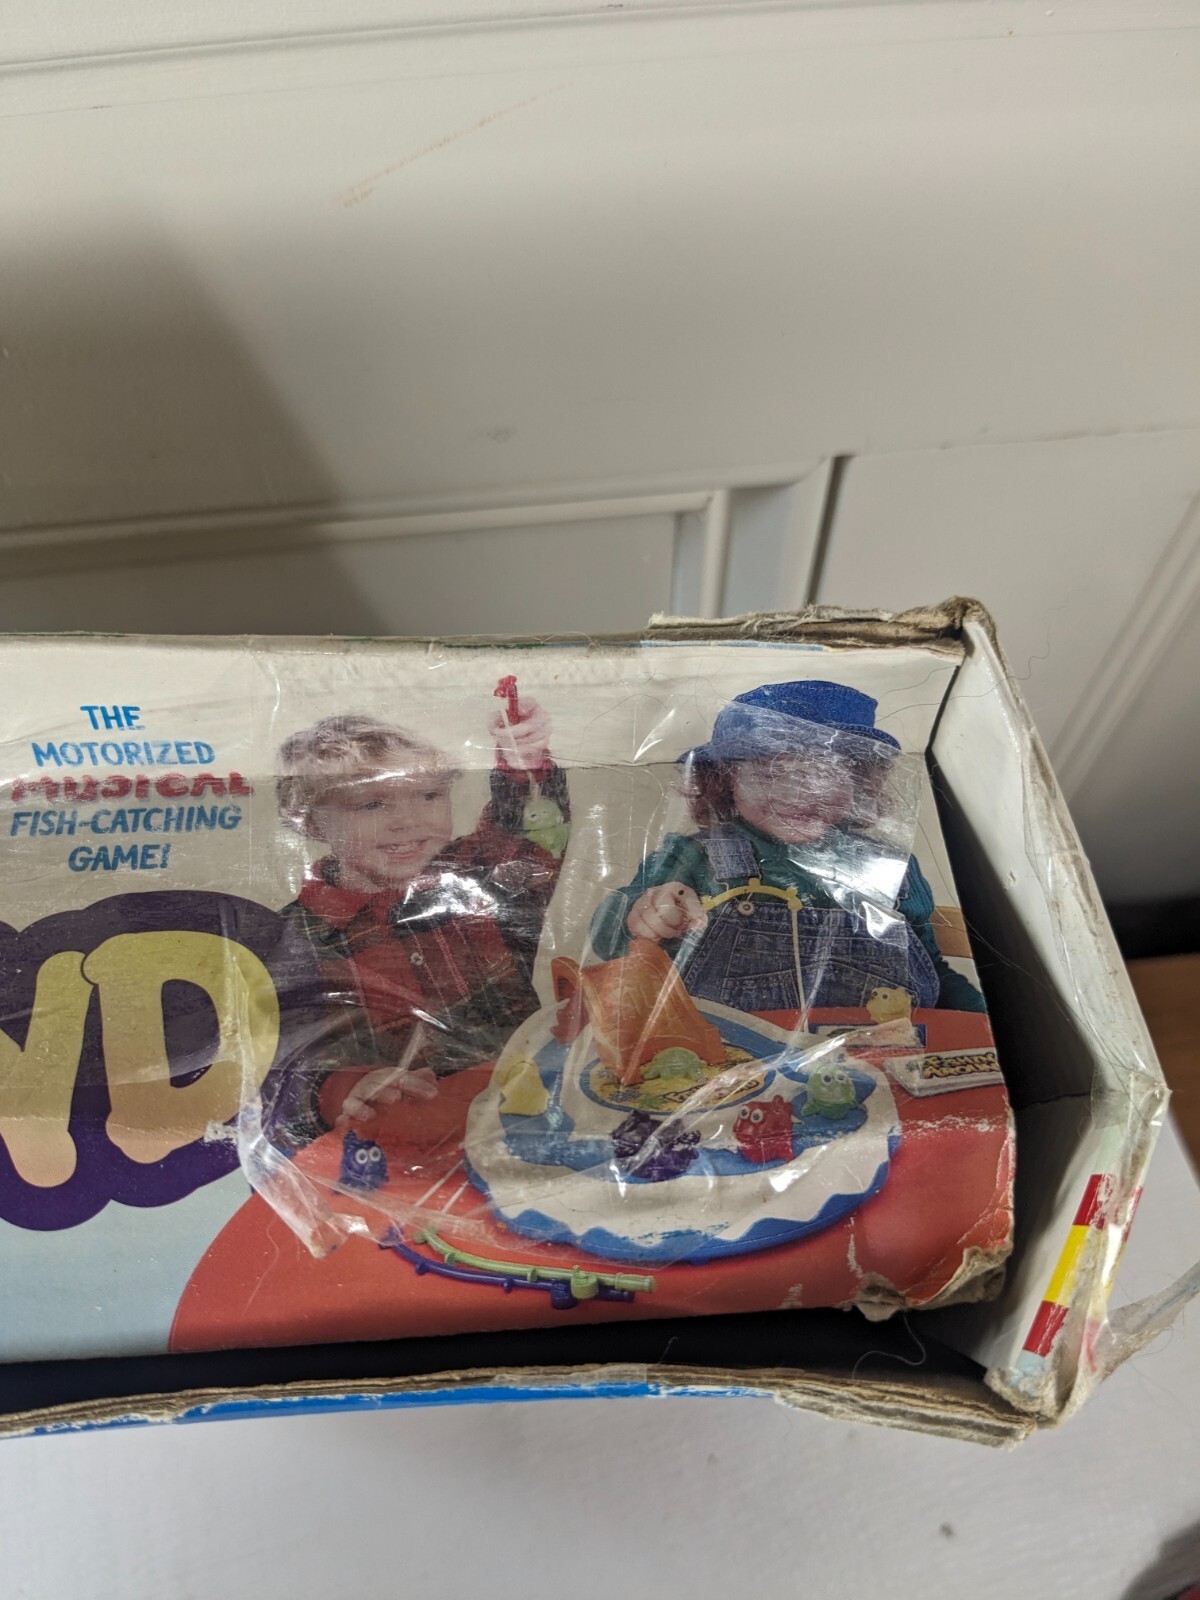 THE
MOTORIZED
MUSICAL
FISH-CATCHING
GAME!
ND